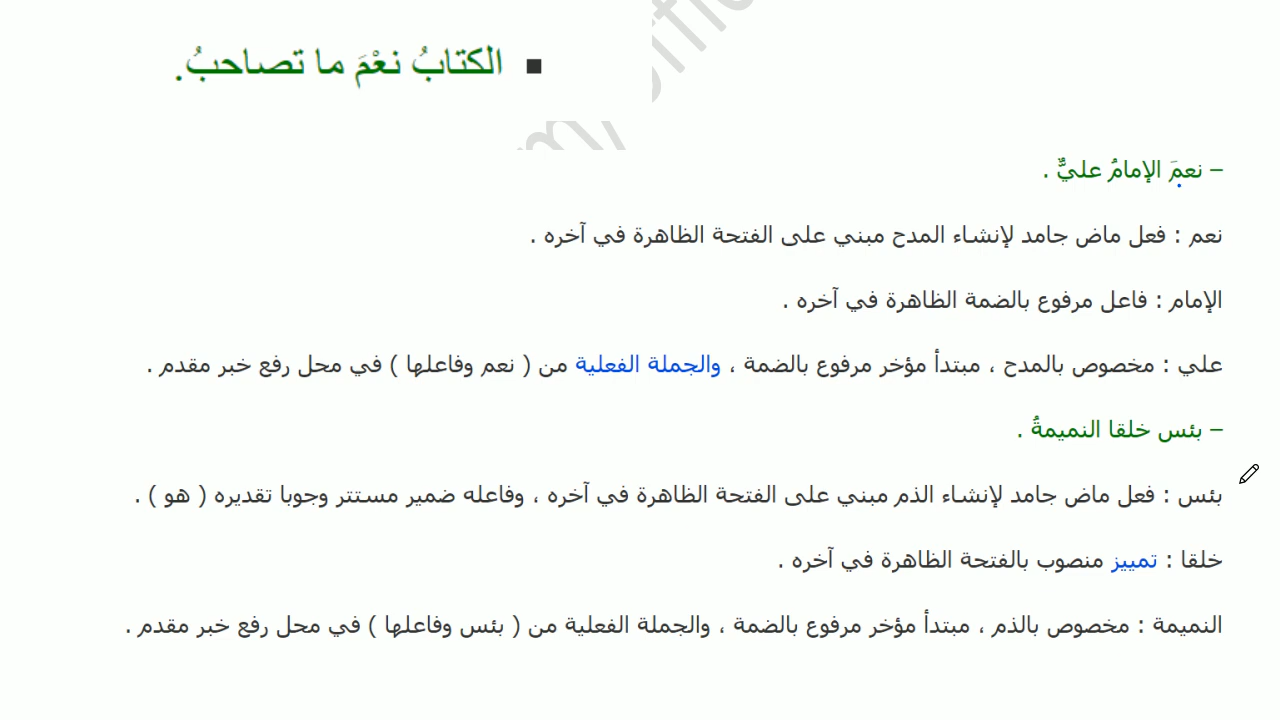 ▪ الكتابُ نعْمَ ما تصاحبُ.
– نعمَ الإمامُ عليٌّ .
نعم : فعل ماض جامد لإنشاء المدح مبني على الفتحة الظاهرة في آخره .
الإمام : فاعل مرفوع بالضمة الظاهرة في آخره .
علي : مخصوص بالمدح ، مبتدأ مؤخر مرفوع بالضمة ، والجملة الفعلية من ( نعم وفاعلها ) في محل رفع خبر مقدم .
– بئس خلقا النميمةُ .
بئس : فعل ماض جامد لإنشاء الذم مبني على الفتحة الظاهرة في آخره ، وفاعله ضمير مستتر وجوبا تقديره ( هو ) .
خلقا : تمييز منصوب بالفتحة الظاهرة في آخره .
النميمة : مخصوص بالذم ، مبتدأ مؤخر مرفوع بالضمة ، والجملة الفعلية من ( بئس وفاعلها ) في محل رفع خبر مقدم .